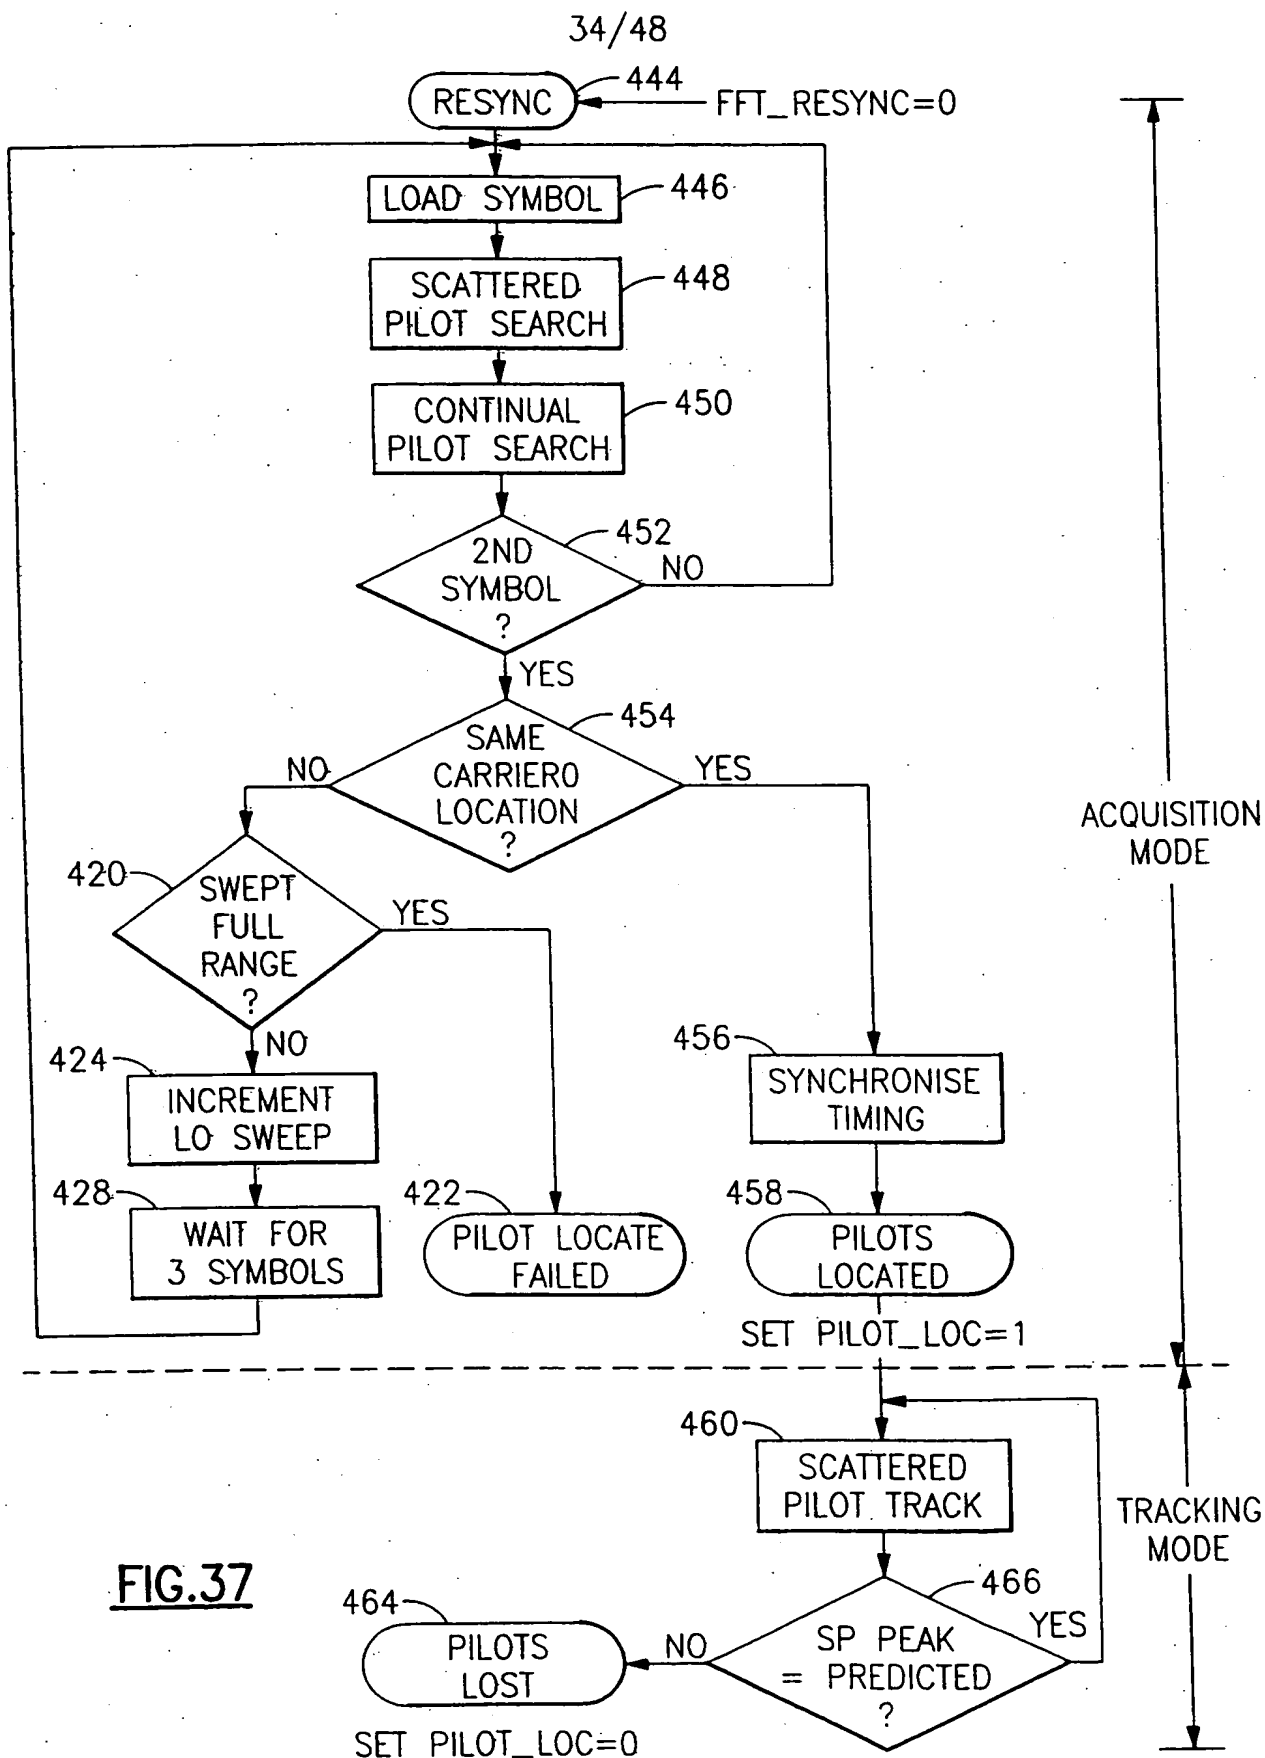 34/48
RESYNC
444
FFT_RESYNC=0
LOAD SYMBOL
446
SCATTERED
PILOT SEARCH
448
CONTINUAL
PILOT SEARCH
450
2ND
SYMBOL
?
452
NO
YES
SAME
CARRIERO
LOCATION
?
454
NO
YES
420
SWEPT
FULL
RANGE
?
YES
NO
ACQUISITION
MODE
424
INCREMENT
LO SWEEP
428
WAIT FOR
3 SYMBOLS
422
PILOT LOCATE
FAILED
456
SYNCHRONISE
TIMING
458
PILOTS
LOCATED
SET PILOT_LOC=1
460
SCATTERED
PILOT TRACK
TRACKING
MODE
466
SP PEAK
= PREDICTED
?
YES
NO
464
PILOTS
LOST
SET PILOT_LOC=0
FIG.37